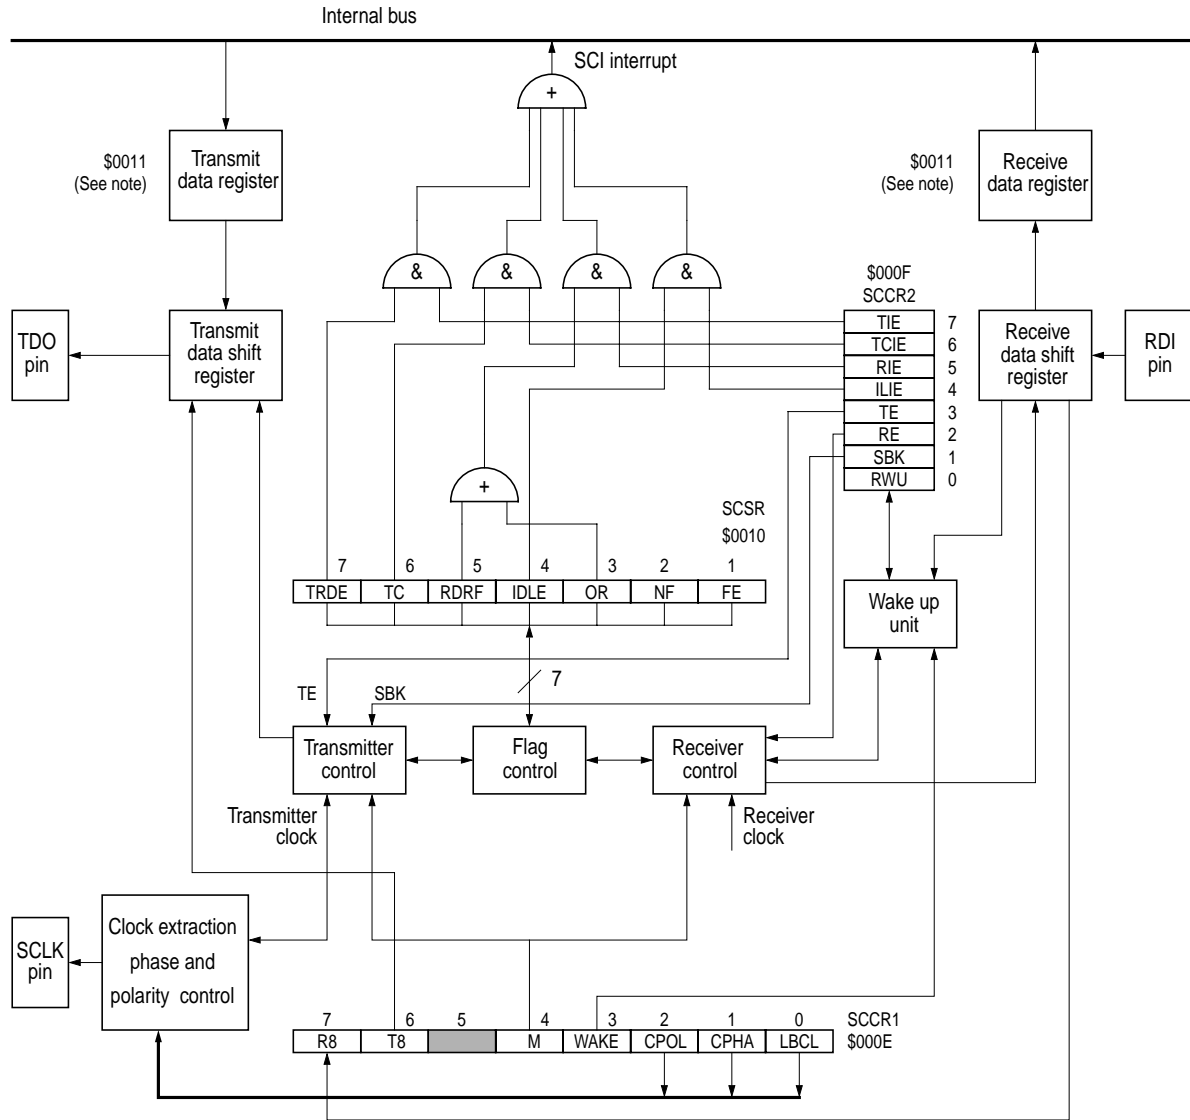 Internal bus
SCI interrupt
+
$0011
(See note)
Transmit
data register
$0011
(See note)
Receive
data register
&
&
&
&
$000F
SCCR2
TDO
pin
Transmit
data shift
register
TIE 7
TCIE 6
RIE 5
ILIE 4
TE 3
RE 2
SBK 1
RWU 0
Receive
data shift
register
RDI
pin
+
SCSR
$0010
7 6 5 4 3 2 1
TRDE TC RDRF IDLE OR NF FE
Wake up
unit
7
TE
SBK
Transmitter
control
Flag
control
Receiver
control
Transmitter
clock
Receiver
clock
SCLK
pin
Clock extraction
phase and
polarity control
7 6 5 4 3 2 1 0
SCCR1
R8 T8 M WAKE CPOL CPHA LBCL
$000E